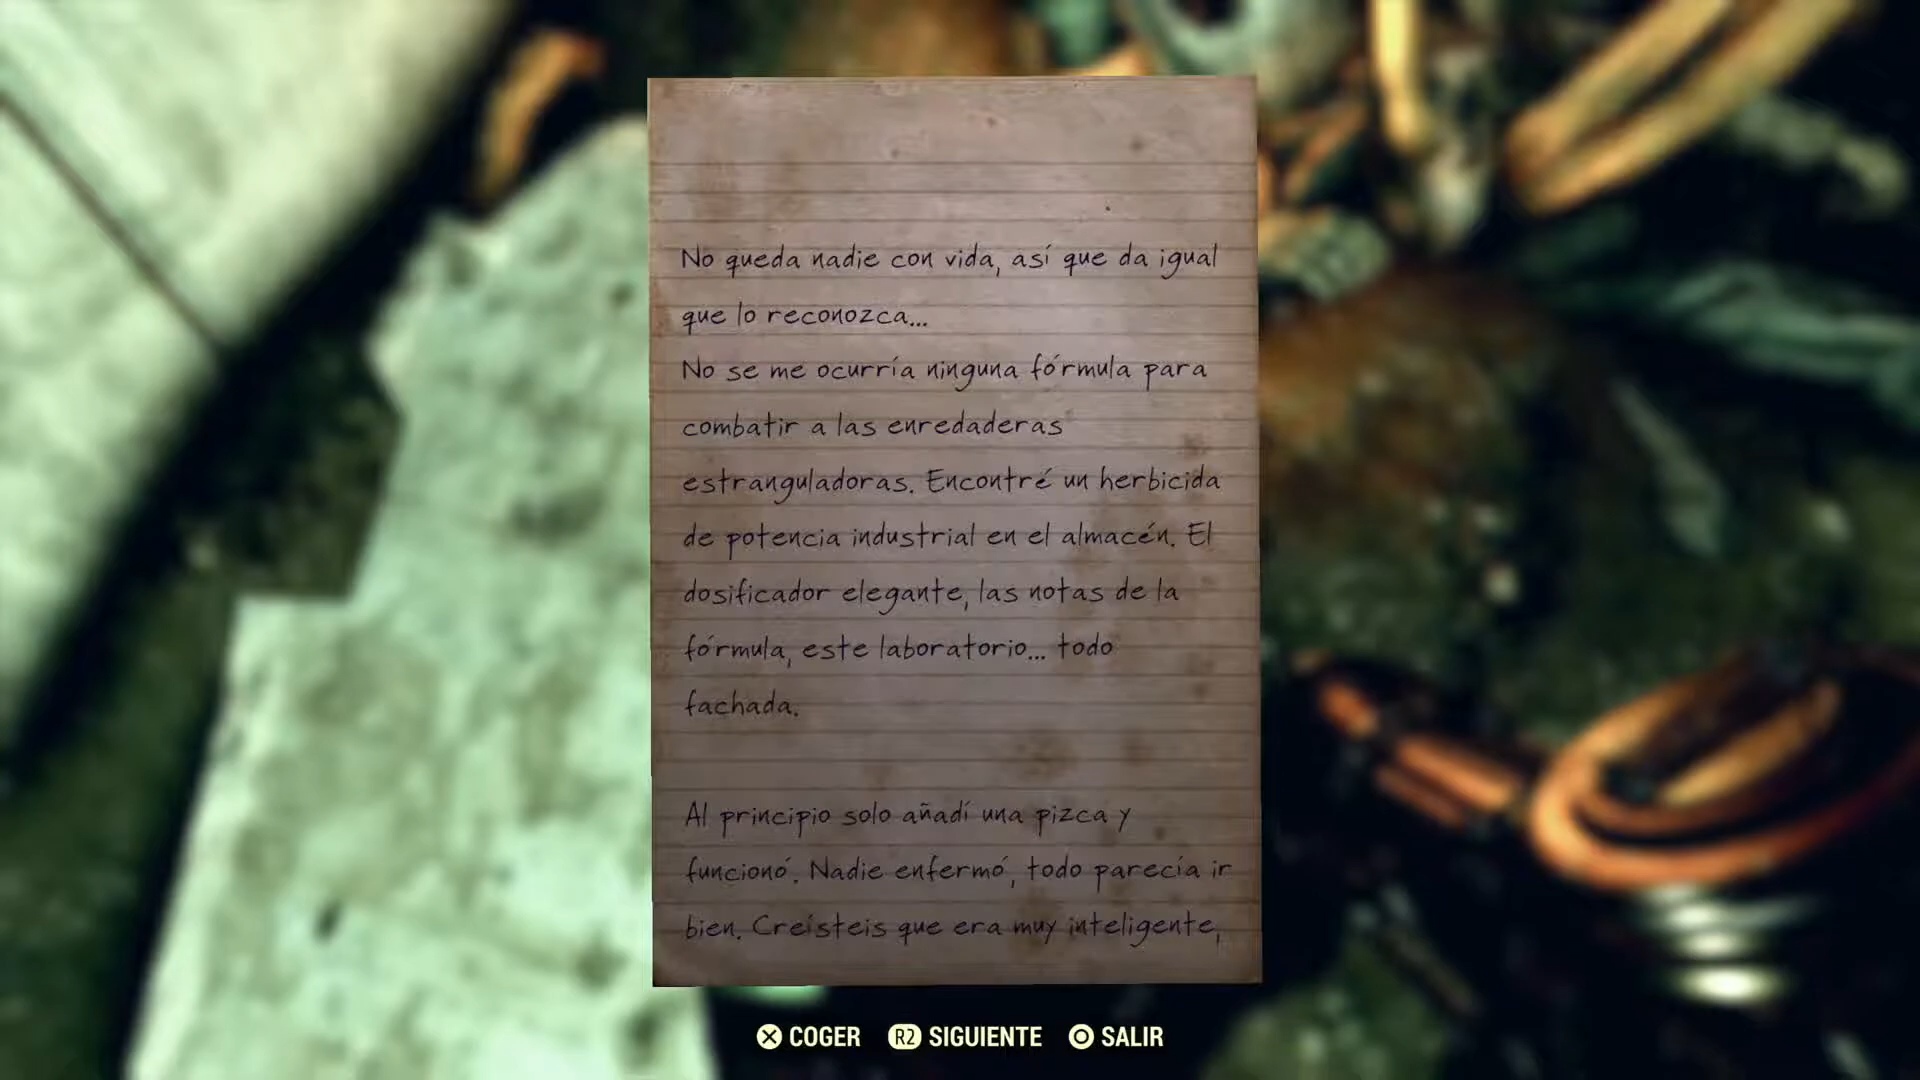 No queda nadie con vida, así que da igual
que lo reconozca...
No se me ocurría ninguna fórmula para
combatir a las enredaderas
estranguladoras. Encontré un herbicida
de potencia industrial en el almacén. El
dosificador elegante, las notas de la
fórmula, este laboratorio... todo
fachada.
Al principio solo añadí una pizca y
funcionó. Nadie enfermó, todo parecía ir
bien. Creísteis que era muy inteligente,
COGER R2 SIGUIENTE SALIR